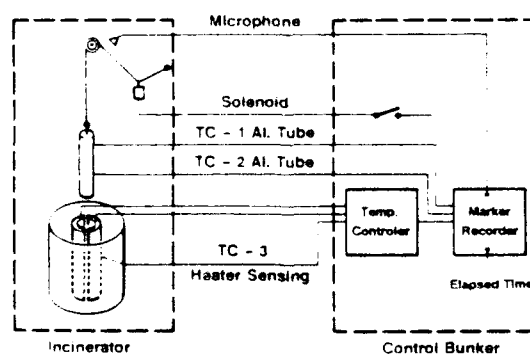 Microphone
Solenoid
TC - 1 Al. Tube
TC - 2 Al. Tube
Temp.
Controler
Marker
Recorder
TC - 3
Heater Sensing
Elapsed Time
Incinerator
Control Bunker